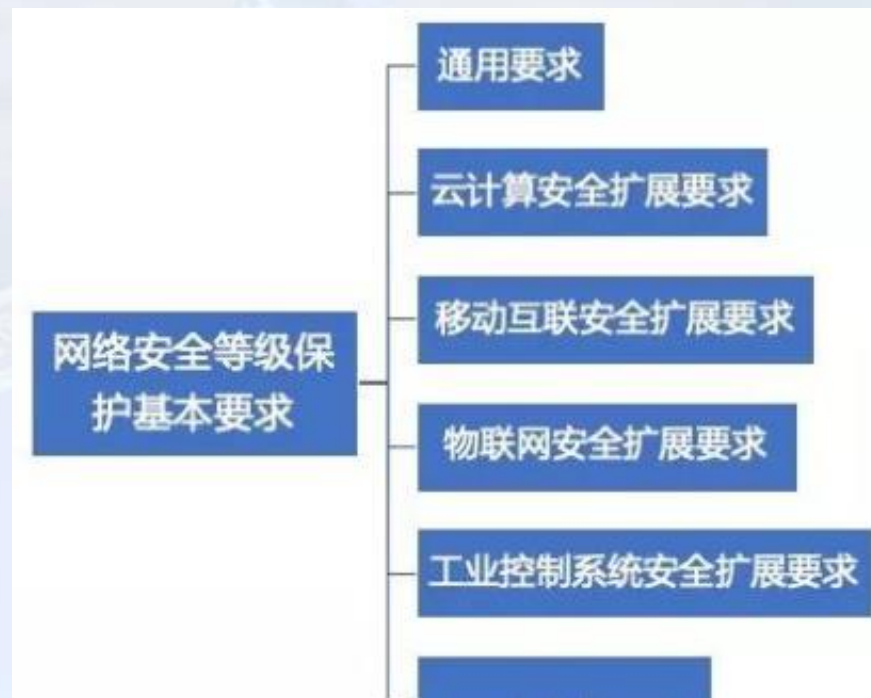 通用要求
云计算安全扩展要求
移动互联安全扩展要求
网络安全等级保
护基本要求
物联网安全扩展要求
工业控制系统安全扩展要求